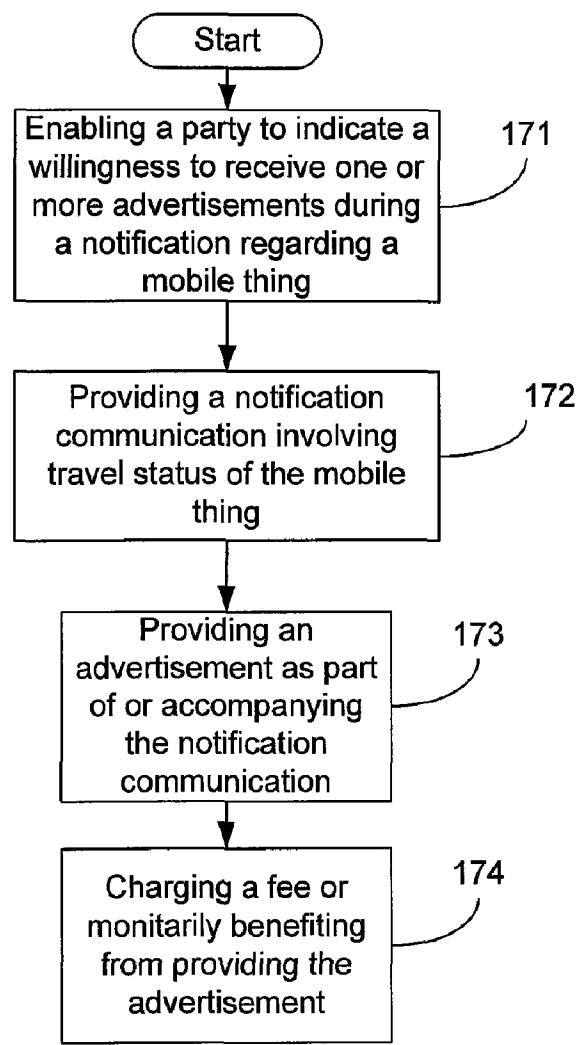 Start
Enabling a party to indicate a
willingness to receive one or
more advertisements during
a notification regarding a
mobile thing
171
Providing a notification
communication involving
travel status of the mobile
thing
172
Providing an
advertisement as part
of or accompanying
the notification
communication
173
Charging a fee or
monitarily benefiting
from providing the
advertisement
174